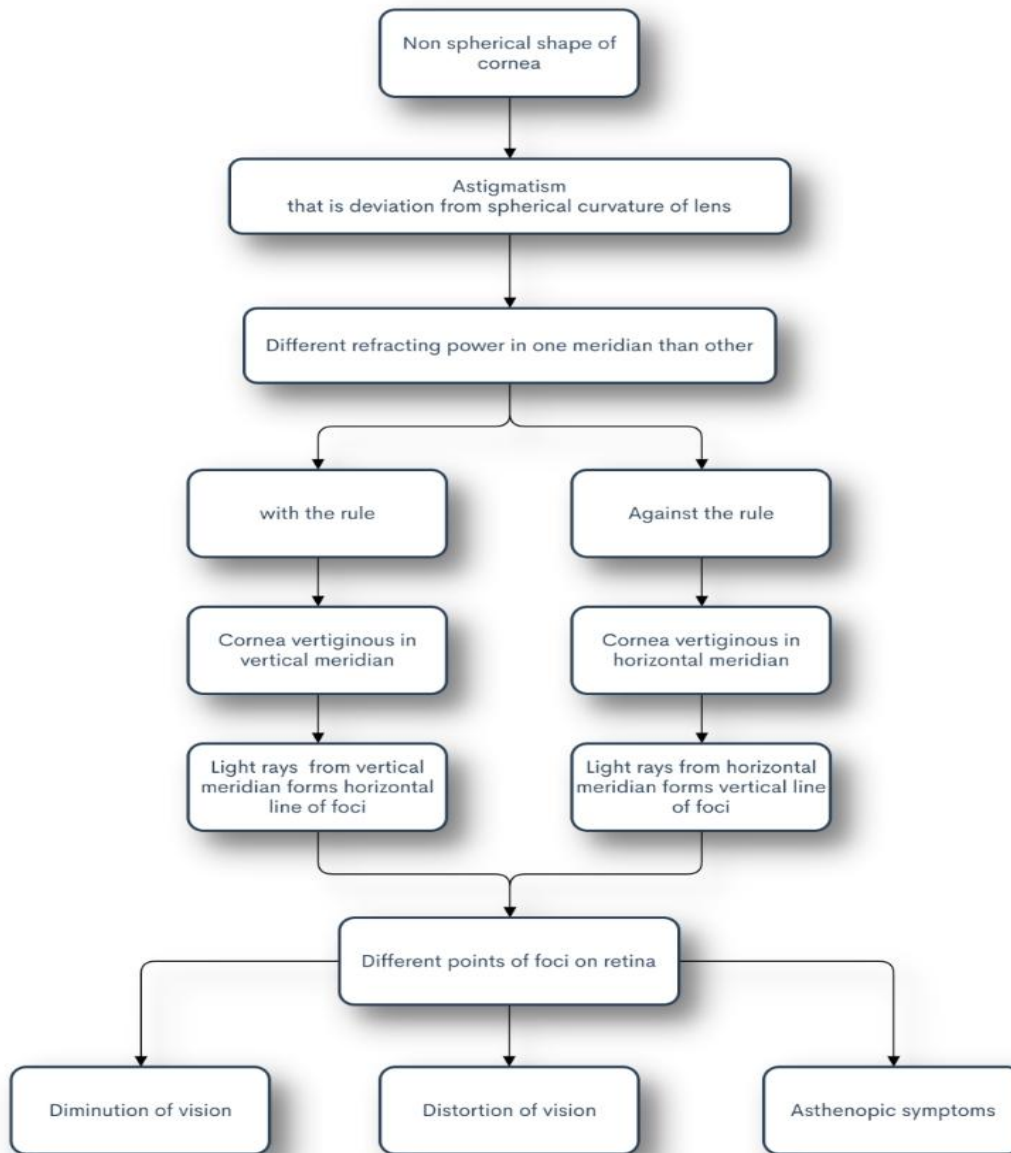 Non spherical shape of
cornea
Astigmatism
that is deviation from spherical curvature of lens
Different refracting power in one meridian than other
with the rule
Against the rule
Cornea vertiginous in
vertical meridian
Cornea vertiginous in
horizontal meridian
Light rays from vertical
meridian forms horizontal
line of foci
Light rays from horizontal
meridian forms vertical line
of foci
Different points of foci on retina
Diminution of vision
Distortion of vision
Asthenopic symptoms